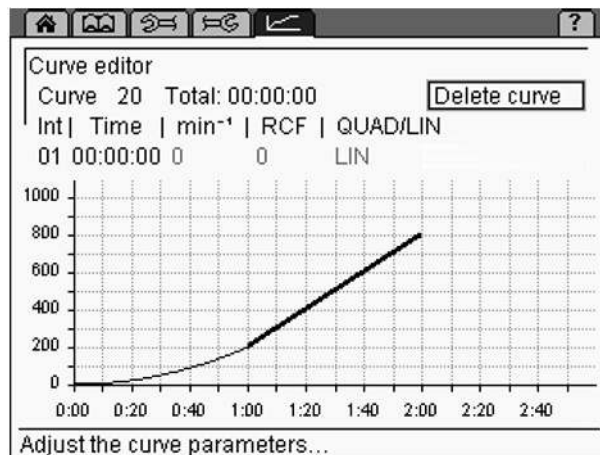 ?
Curve editor
Curve 20 Total: 00:00:00 Delete curve
Int | Time | min⁻¹ | RCF | QUAD/LIN
01 00:00:00 0 0 LIN
1000
800
600
400
200
0
0:00 0:20 0:40 1:00 1:20 1:40 2:00 2:20 2:40
Adjust the curve parameters...